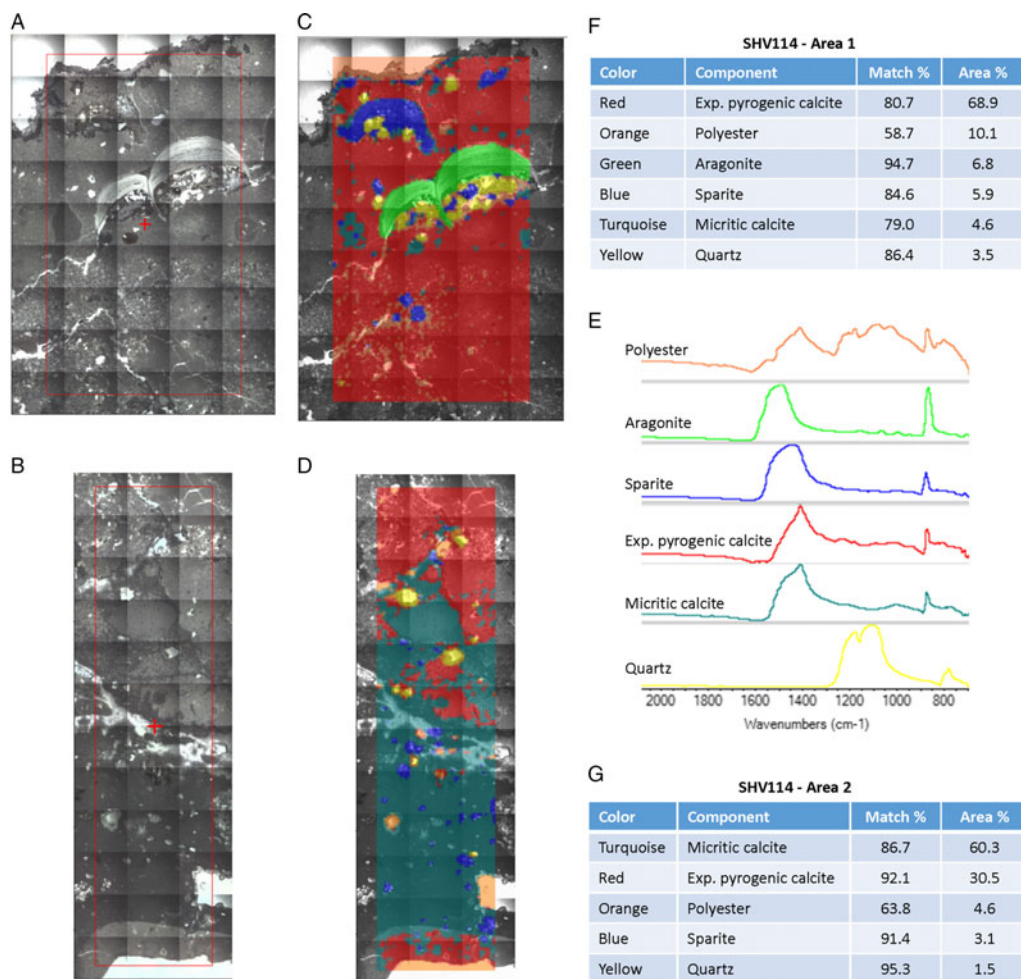 A
B
C
D
F
SHV114 - Area 1
Color Component Match % Area %
Red Exp. pyrogenic calcite 80.7 68.9
Orange Polyester 58.7 10.1
Green Aragonite 94.7 6.8
Blue Sparite 84.6 5.9
Turquoise Micritic calcite 79.0 4.6
Yellow Quartz 86.4 3.5
E
Polyester
Aragonite
Sparite
Exp. pyrogenic calcite
Micritic calcite
Quartz
2000 1800 1600 1400 1200 1000 800
Wavenumbers (cm-1)
G
SHV114 - Area 2
Color Component Match % Area %
Turquoise Micritic calcite 86.7 60.3
Red Exp. pyrogenic calcite 92.1 30.5
Orange Polyester 63.8 4.6
Blue Sparite 91.4 3.1
Yellow Quartz 95.3 1.5